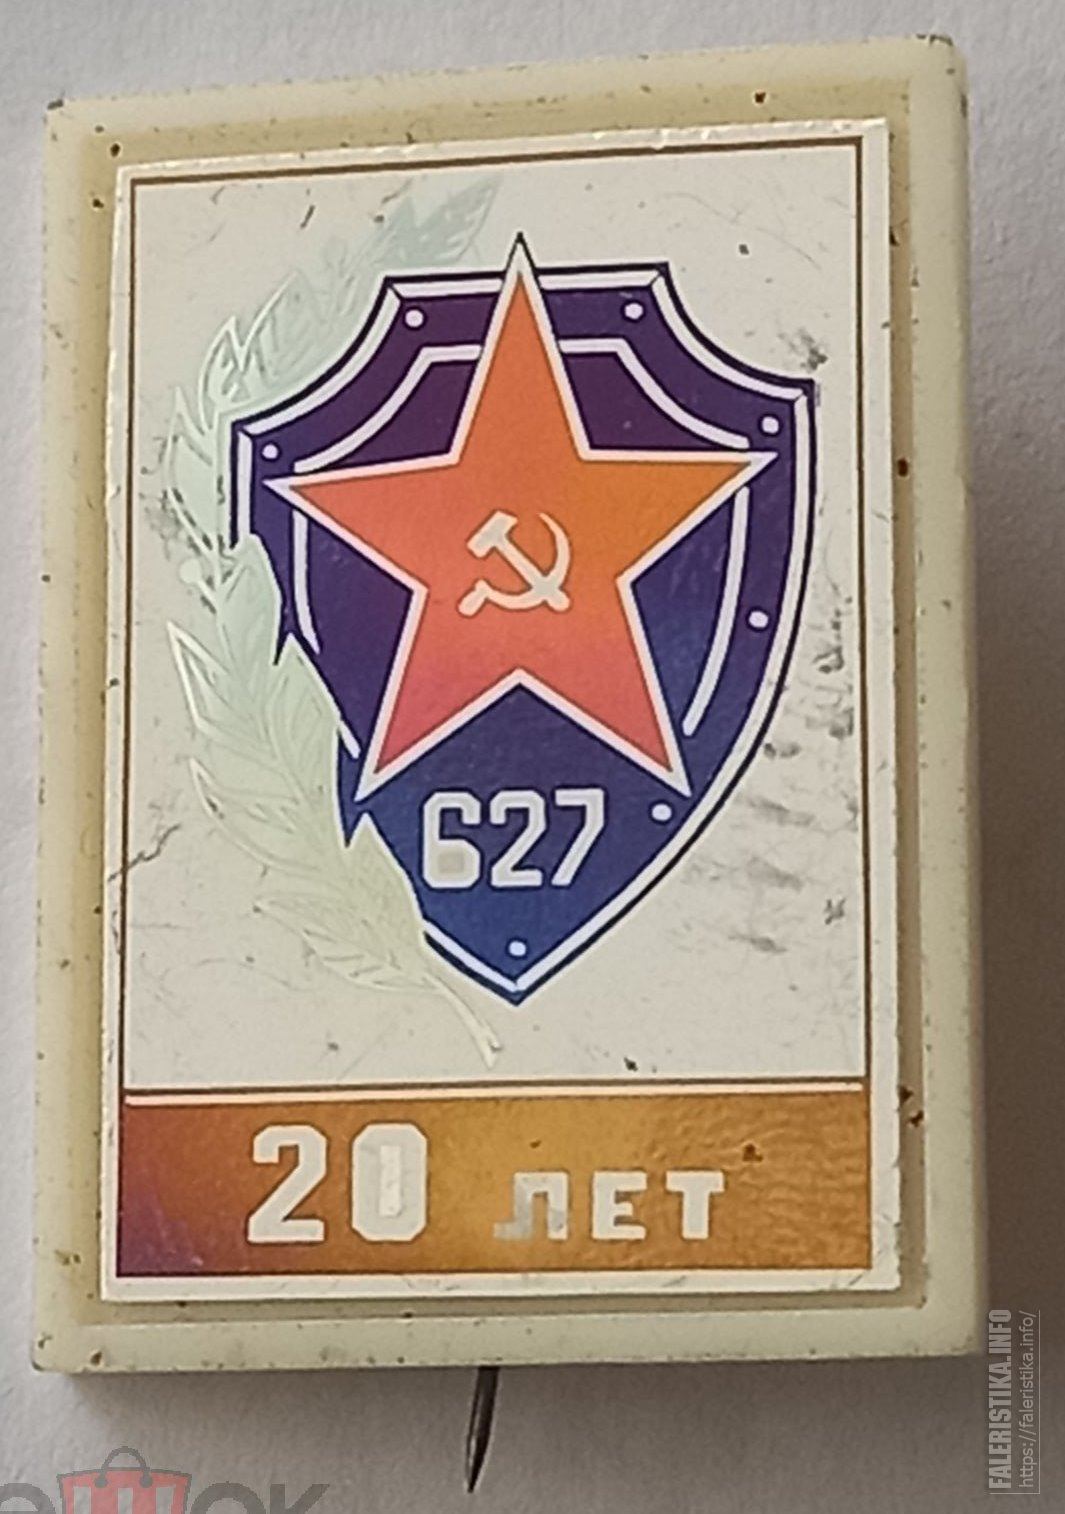 627
20 ЛЕТ
FALERISTIKA.INFO
https://faleristika.info/